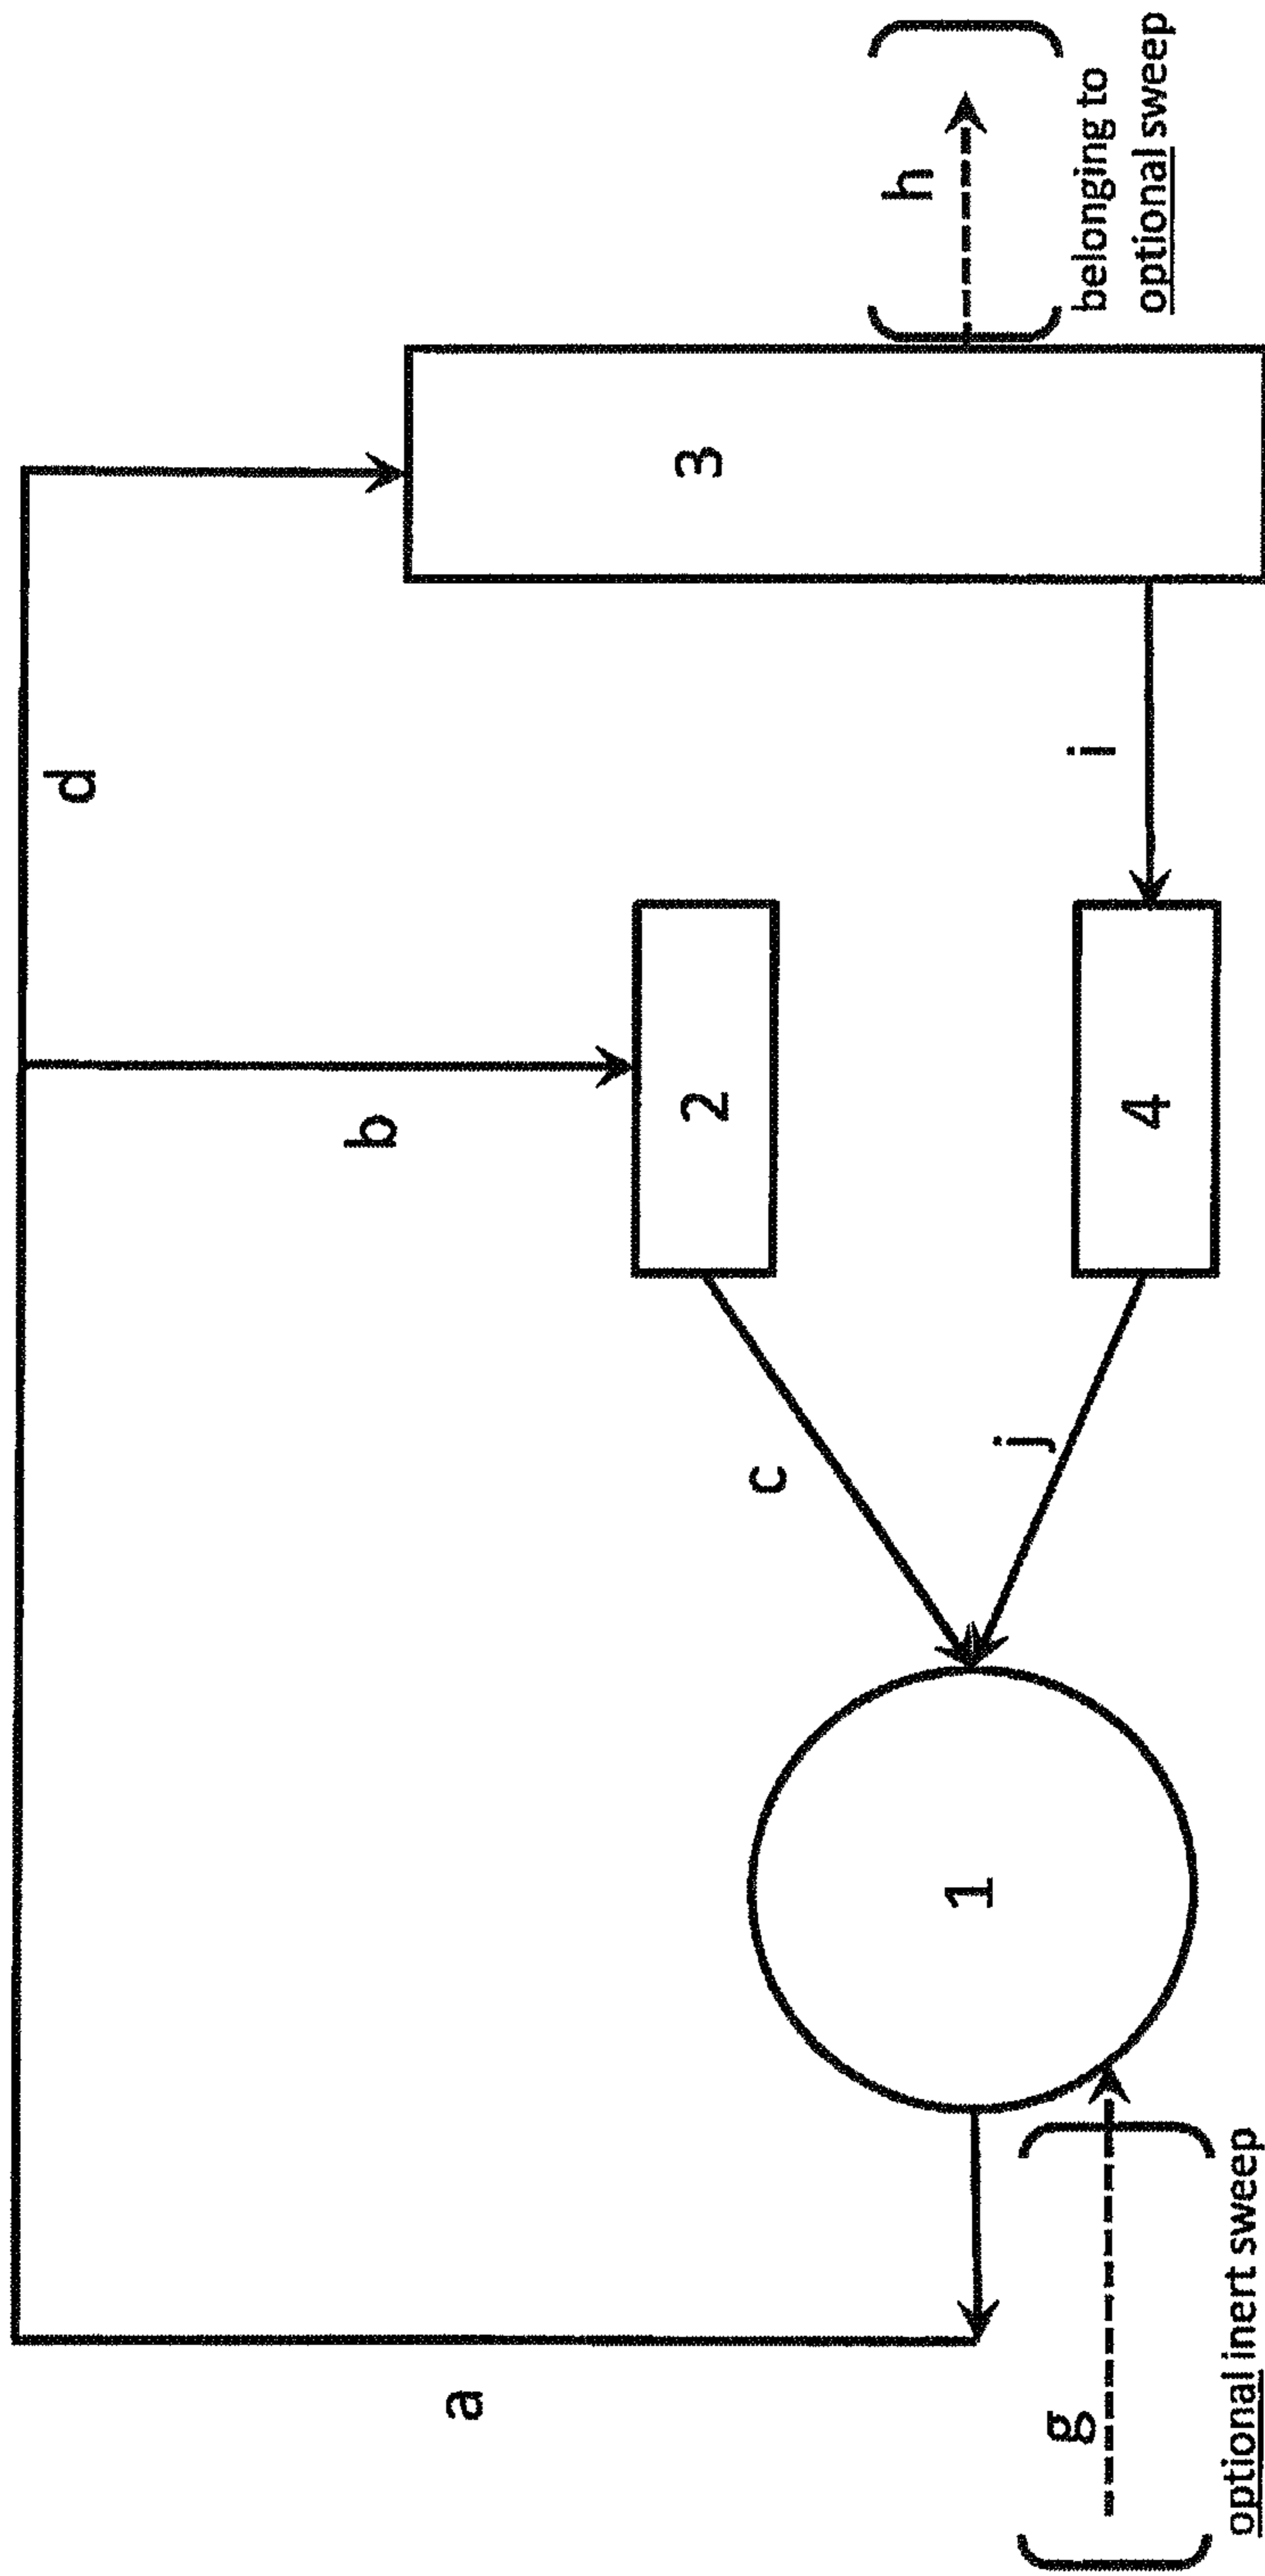 d
b
a
3
2
c
h
1
j
g
i
belonging to
optional sweep
4
optional inert sweep